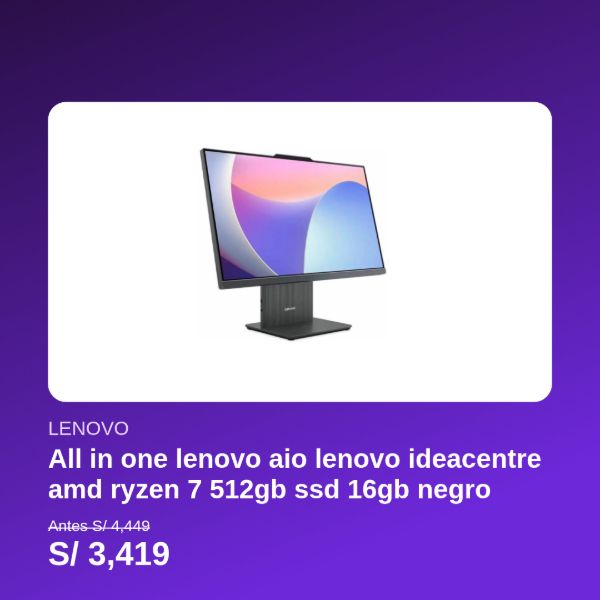 LENOVO
All in one lenovo aio lenovo ideacentre
amd ryzen 7 512gb ssd 16gb negro
Antes S/ 4,449
S/ 3,419